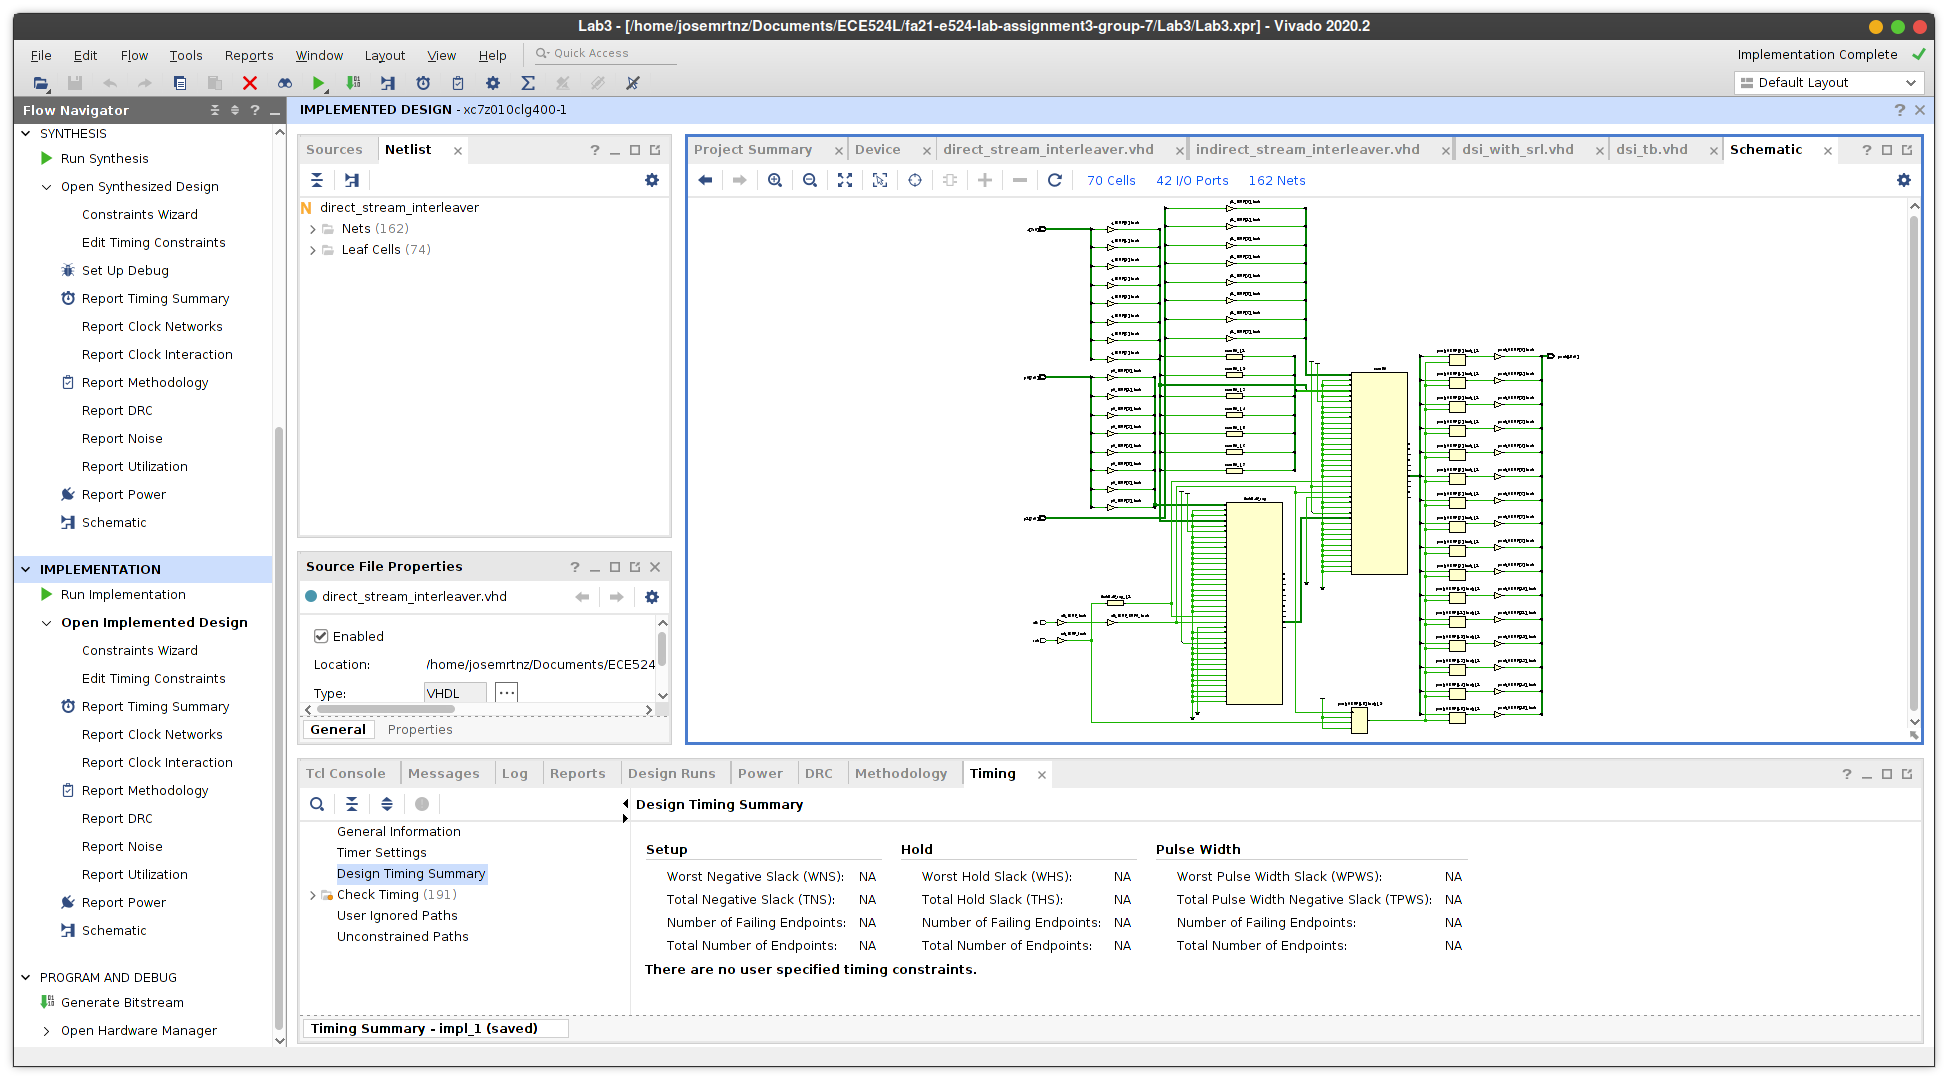 Lab3 - [/home/josemrtnz/Documents/ECE524L/fa21-e524-lab-assignment3-group-7/Lab3/Lab3.xpr] - Vivado 2020.2
File Edit Flow Tools Reports Window Layout View Help Quick Access
Implementation Complete
Default Layout
Flow Navigator
IMPLEMENTED DESIGN - xc7z010clg400-1
SYNTHESIS
Run Synthesis
Open Synthesized Design
Constraints Wizard
Edit Timing Constraints
Set Up Debug
Report Timing Summary
Report Clock Networks
Report Clock Interaction
Report Methodology
Report DRC
Report Noise
Report Utilization
Report Power
Schematic
IMPLEMENTATION
Run Implementation
Open Implemented Design
Constraints Wizard
Edit Timing Constraints
Report Timing Summary
Report Clock Networks
Report Clock Interaction
Report Methodology
Report DRC
Report Noise
Report Utilization
Report Power
Schematic
PROGRAM AND DEBUG
Generate Bitstream
Open Hardware Manager
Sources Netlist
direct_stream_interleaver
Nets (162)
Leaf Cells (74)
Source File Properties
direct_stream_interleaver.vhd
Enabled
Location: /home/josemrtnz/Documents/ECE524
Type: VHDL
General Properties
Project Summary Device direct_stream_interleaver.vhd indirect_stream_interleaver.vhd dsi_with_srl.vhd dsi_tb.vhd Schematic
70 Cells 42 I/O Ports 162 Nets
Tcl Console Messages Log Reports Design Runs Power DRC Methodology Timing
General Information
Timer Settings
Design Timing Summary
Check Timing (191)
User Ignored Paths
Unconstrained Paths
Timing Summary - impl_1 (saved)
Design Timing Summary
Setup Hold Pulse Width
Worst Negative Slack (WNS): NA Worst Hold Slack (WHS): NA Worst Pulse Width Slack (WPWS): NA
Total Negative Slack (TNS): NA Total Hold Slack (THS): NA Total Pulse Width Negative Slack (TPWS): NA
Number of Failing Endpoints: NA Number of Failing Endpoints: NA Number of Failing Endpoints: NA
Total Number of Endpoints: NA Total Number of Endpoints: NA Total Number of Endpoints: NA
There are no user specified timing constraints.